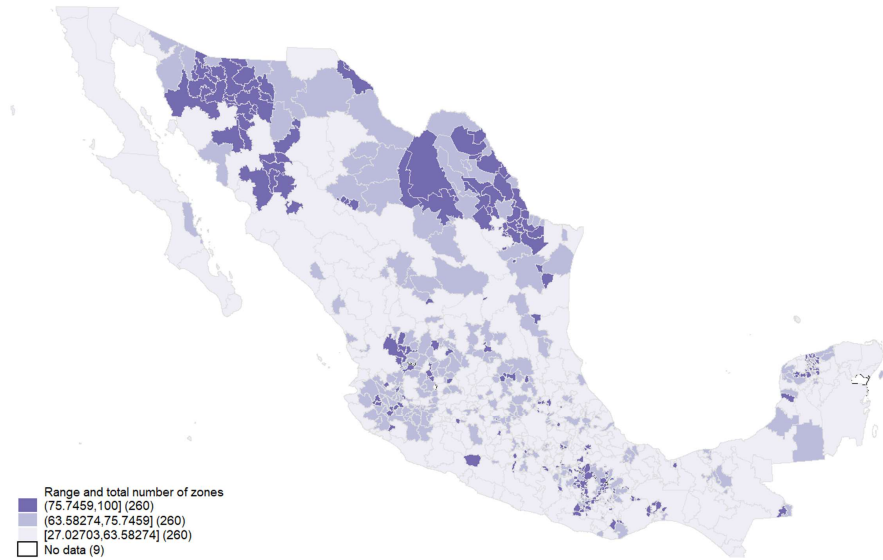 Range and total number of zones
(75.7459,100] (260)
(63.58274,75.7459] (260)
[27.02703,63.58274] (260)
No data (9)